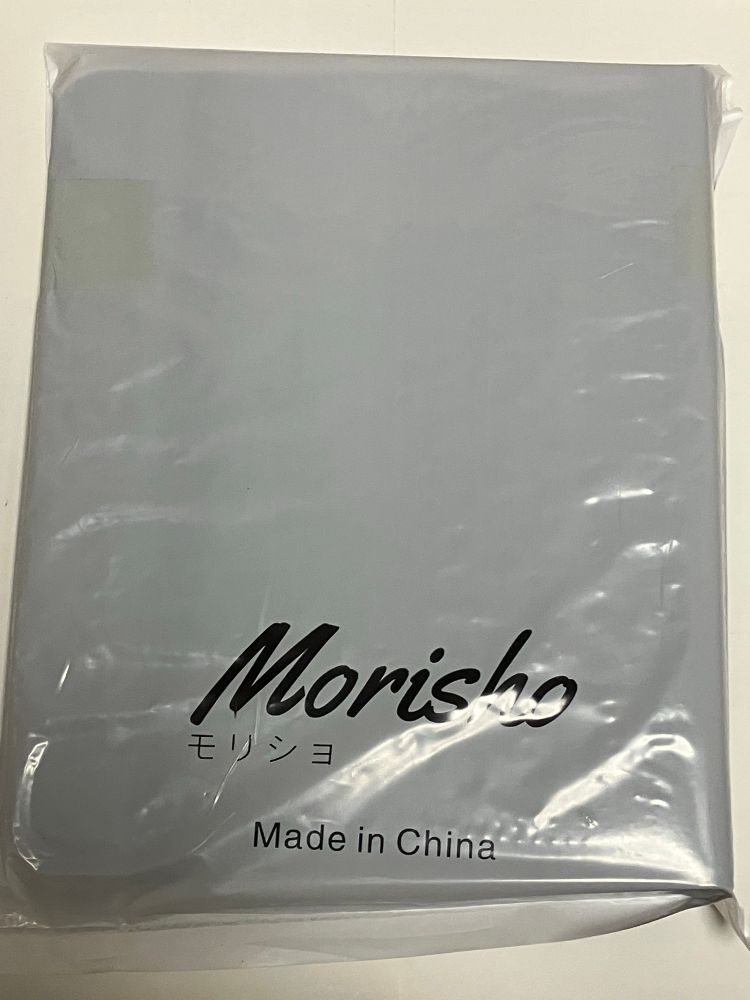 Morisho
モリショ
Made in China